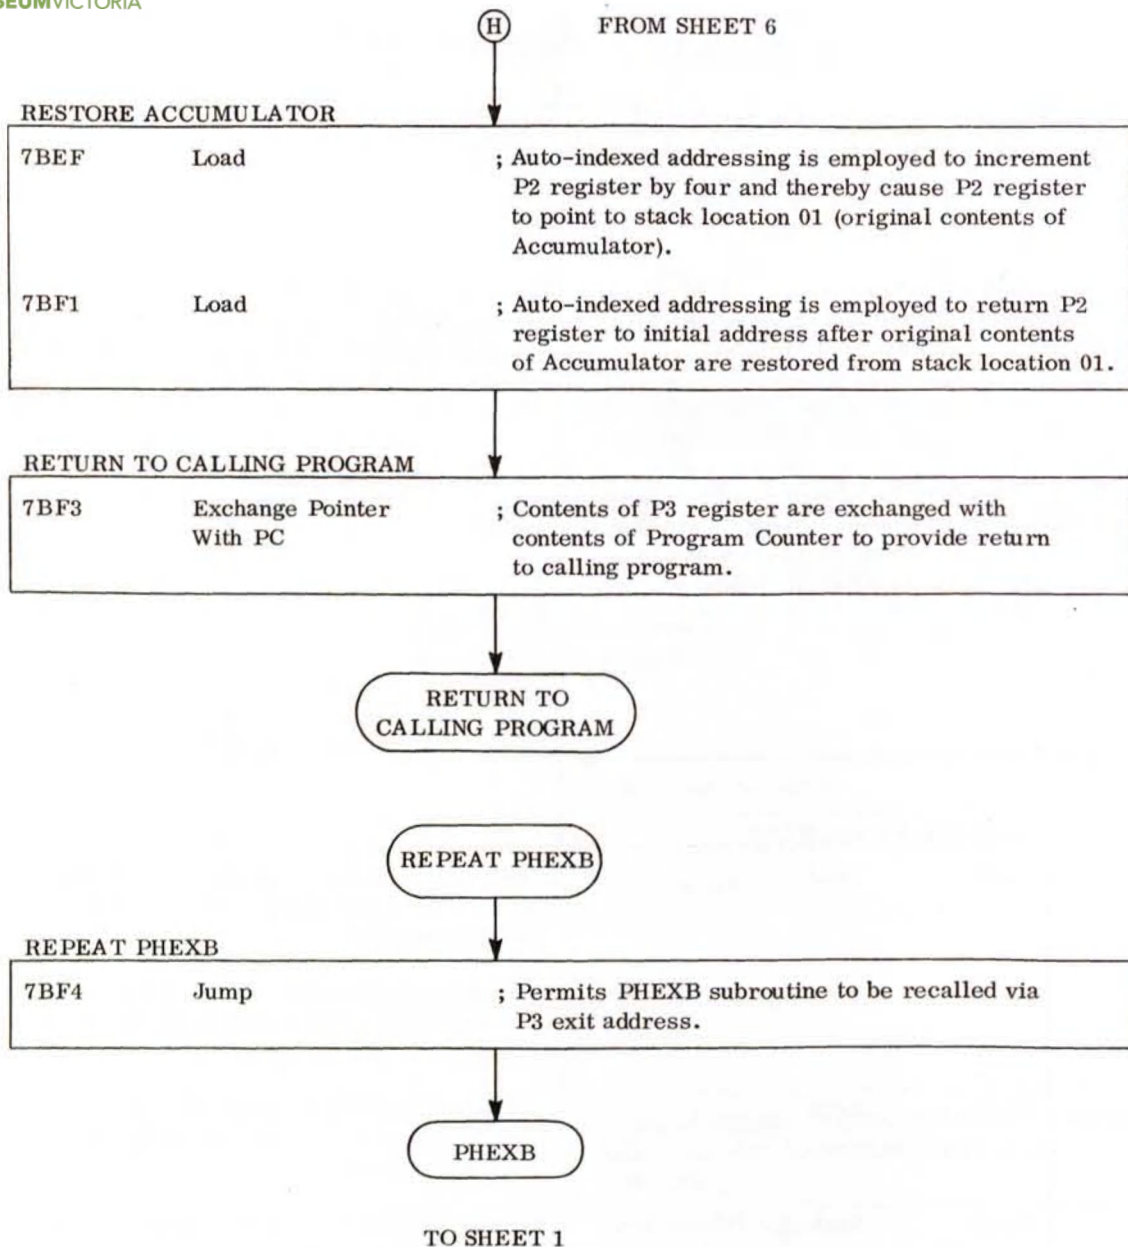 MUSEUMVICTORIA
H FROM SHEET 6
RESTORE ACCUMULATOR
7BEF Load ; Auto-indexed addressing is employed to increment
P2 register by four and thereby cause P2 register
to point to stack location 01 (original contents of
Accumulator).
7BF1 Load ; Auto-indexed addressing is employed to return P2
register to initial address after original contents
of Accumulator are restored from stack location 01.
RETURN TO CALLING PROGRAM
7BF3 Exchange Pointer ; Contents of P3 register are exchanged with
With PC contents of Program Counter to provide return
to calling program.
RETURN TO
CALLING PROGRAM
REPEAT PHEXB
REPEAT PHEXB
7BF4 Jump ; Permits PHEXB subroutine to be recalled via
P3 exit address.
PHEXB
TO SHEET 1